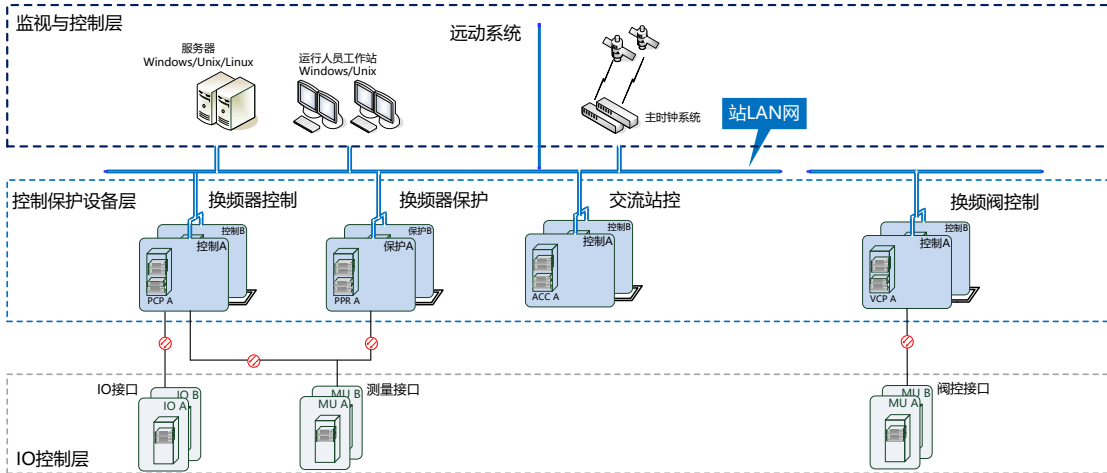 监视与控制层
服务器
Windows/Unix/Linux
运行人员工作站
Windows/Unix
远动系统
主时钟系统
站LAN网
控制保护设备层
换频器控制
控制B
控制A
PCP A
换频器保护
保护B
保护A
PPR A
交流站控
控制B
控制A
ACC A
换频阀控制
控制B
控制A
VCP A
IO控制层
IO接口
IO B
IO A
MU B
MU A
测量接口
MU B
MU A
阀控接口